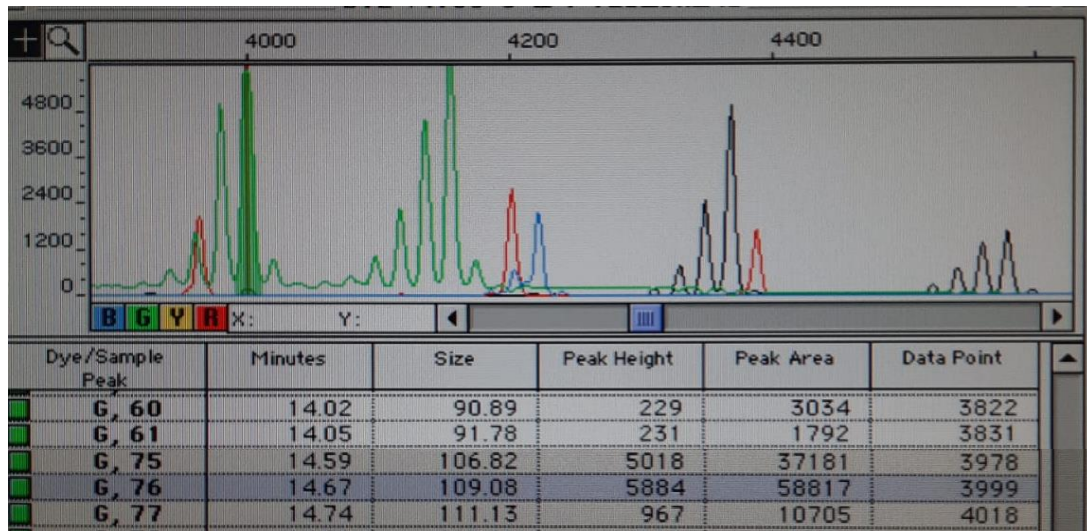 4000 4200 4400
4800
3600
2400
1200
0
B G Y R X: Y:
Dye/Sample Peak Minutes Size Peak Height Peak Area Data Point
G, 60 14.02 90.89 229 3034 3822
G, 61 14.05 91.78 231 1792 3831
G, 75 14.59 106.82 5018 37181 3978
G, 76 14.67 109.08 5884 58817 3999
G, 77 14.74 111.13 967 10705 4018